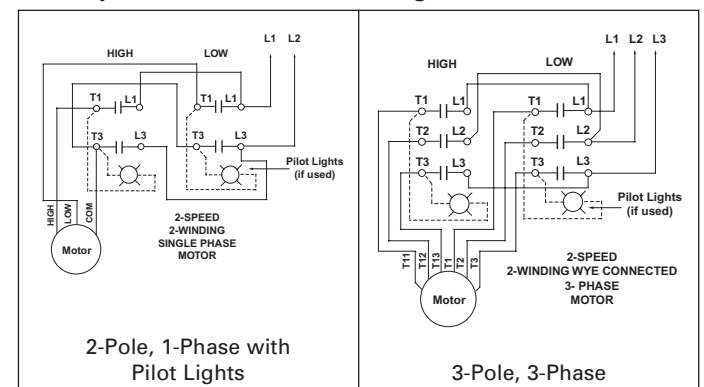 L1 L2
HIGH LOW
T1 L1 T1 L1
T3 L3 T3 L3
Pilot Lights
(if used)
HIGH
LOW
COM
Motor
2-SPEED
2-WINDING
SINGLE PHASE
MOTOR
2-Pole, 1-Phase with
Pilot Lights
L1 L2 L3
HIGH LOW
T1 L1 T1 L1
T2 L2 T2 L2
T3 L3 T3 L3
Pilot Lights
(if used)
T11
T12
T13
T1
T2
T3
Motor
2-SPEED
2-WINDING WYE CONNECTED
3- PHASE
MOTOR
3-Pole, 3-Phase